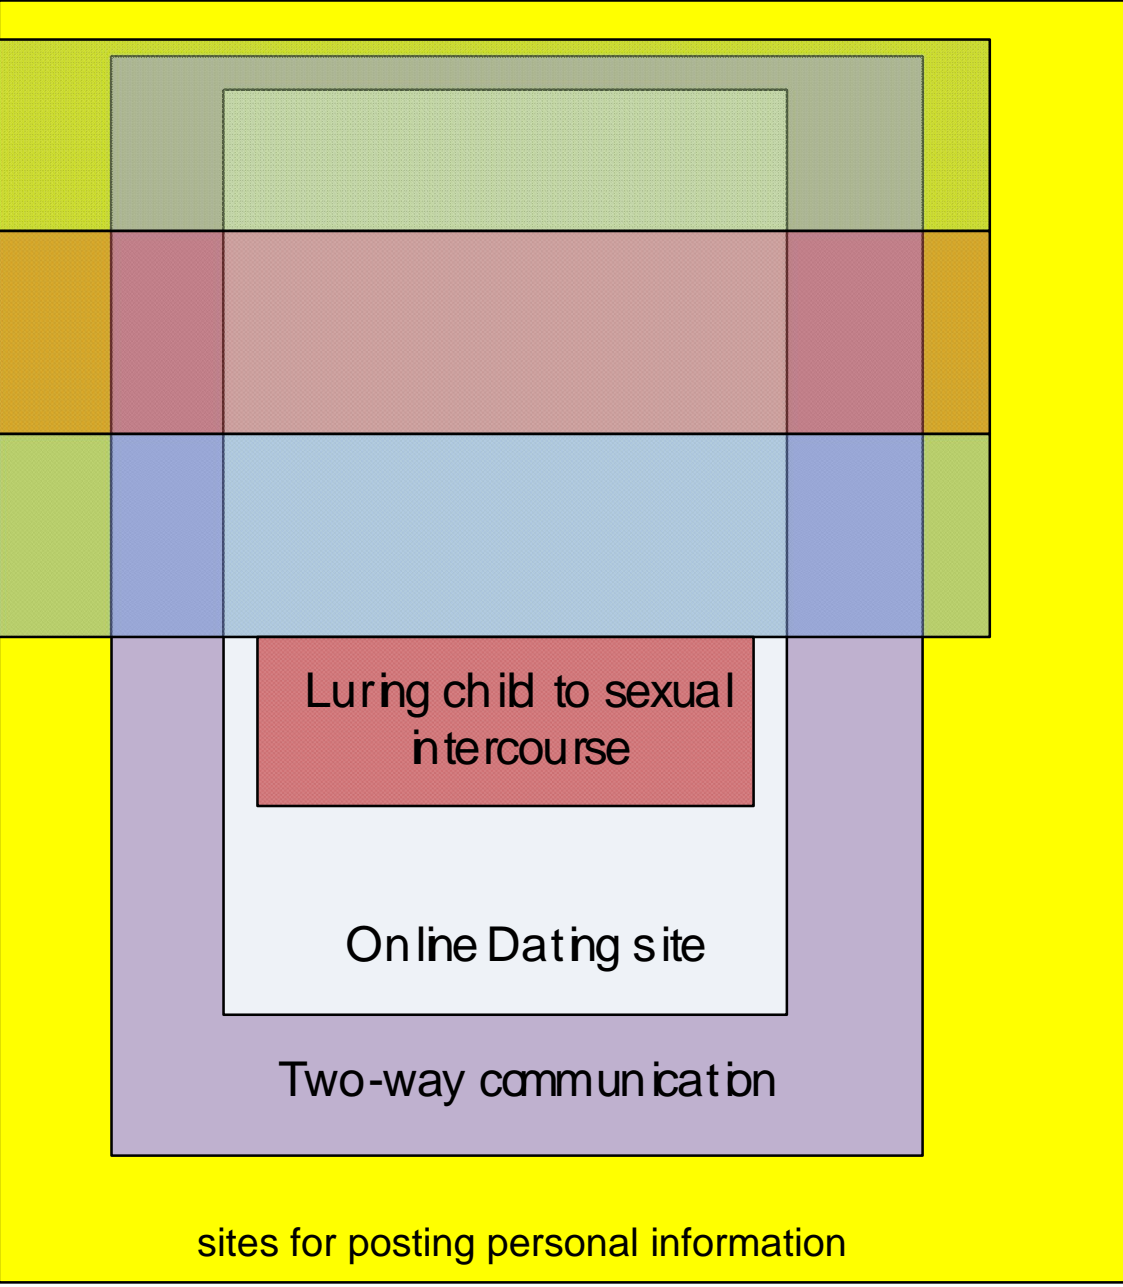 Luring child to sexual
intercourse
Online Dating site
Two-way communication
sites for posting personal information